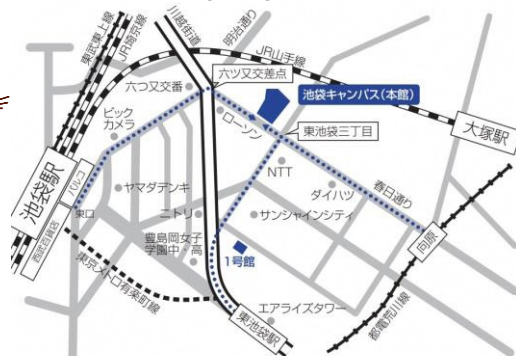 東武東上線
JR埼京線
川越街道
明治通り
JR山手線
六つ又交番
六ツ又交差点
池袋キャンパス(本館)
ビック
カメラ
ローソン
東池袋三丁目
大塚駅
池袋駅
パルコ
NTT
ヤマダデンキ
ダイハツ
春日通り
東口
西武百貨店
ニトリ
サンシャインシティ
向原
豊島岡女子
学園中・高
1号館
東京メトロ有楽町線
エアライズタワー
都電荒川線
東池袋駅